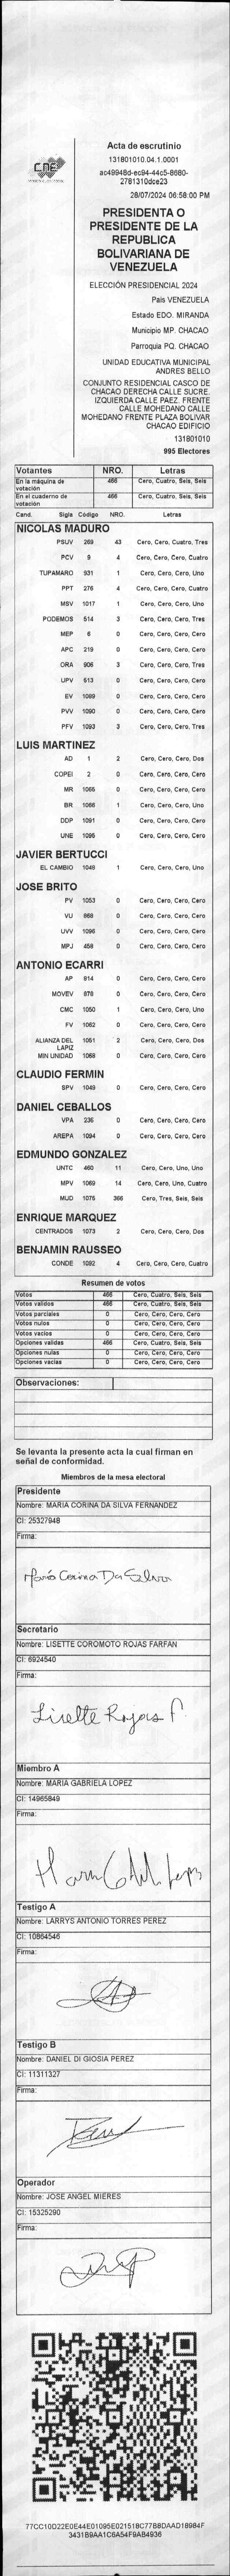 CNE
Acta de escrutinio
131801010.04.1.0001
ac49948d-ec94-44c5-8680-
2781310dce23
28/07/2024 06:58:00 PM
PRESIDENTA O
PRESIDENTE DE LA
REPUBLICA
BOLIVARIANA DE
VENEZUELA
ELECCIÓN PRESIDENCIAL 2024
País VENEZUELA
Estado EDO. MIRANDA
Municipio MP. CHACAO
Parroquia PQ. CHACAO
UNIDAD EDUCATIVA MUNICIPAL
ANDRES BELLO
CONJUNTO RESIDENCIAL CASCO DE
CHACAO DERECHA CALLE SUCRE.
IZQUIERDA CALLE PAEZ. FRENTE
CALLE MOHEDANO CALLE
MOHEDANO FRENTE PLAZA BOLIVAR
CHACAO EDIFICIO
131801010
995 Electores
Votantes NRO. Letras
En la máquina de votación 466 Cero, Cuatro, Seis, Seis
En el cuaderno de votación 466 Cero, Cuatro, Seis, Seis
Cand. Sigla Código NRO. Letras
NICOLAS MADURO
PSUV 269 43 Cero, Cero, Cuatro, Tres
PCV 9 4 Cero, Cero, Cero, Cuatro
TUPAMARO 931 1 Cero, Cero, Cero, Uno
PPT 276 4 Cero, Cero, Cero, Cuatro
MSV 1017 1 Cero, Cero, Cero, Uno
PODEMOS 514 3 Cero, Cero, Cero, Tres
MEP 6 0 Cero, Cero, Cero, Cero
APC 219 0 Cero, Cero, Cero, Cero
ORA 906 3 Cero, Cero, Cero, Tres
UPV 613 0 Cero, Cero, Cero, Cero
EV 1089 0 Cero, Cero, Cero, Cero
PVV 1090 0 Cero, Cero, Cero, Cero
PFV 1093 3 Cero, Cero, Cero, Tres
LUIS MARTINEZ
AD 1 2 Cero, Cero, Cero, Dos
COPEI 2 0 Cero, Cero, Cero, Cero
MR 1065 0 Cero, Cero, Cero, Cero
BR 1066 1 Cero, Cero, Cero, Uno
DDP 1091 0 Cero, Cero, Cero, Cero
UNE 1095 0 Cero, Cero, Cero, Cero
JAVIER BERTUCCI
EL CAMBIO 1048 1 Cero, Cero, Cero, Uno
JOSE BRITO
PV 1053 0 Cero, Cero, Cero, Cero
VU 868 0 Cero, Cero, Cero, Cero
UVV 1096 0 Cero, Cero, Cero, Cero
MPJ 458 0 Cero, Cero, Cero, Cero
ANTONIO ECARRI
AP 814 0 Cero, Cero, Cero, Cero
MOVEV 878 0 Cero, Cero, Cero, Cero
CMC 1050 1 Cero, Cero, Cero, Uno
FV 1062 0 Cero, Cero, Cero, Cero
ALIANZA DEL LAPIZ 1051 2 Cero, Cero, Cero, Dos
MIN UNIDAD 1068 0 Cero, Cero, Cero, Cero
CLAUDIO FERMIN
SPV 1049 0 Cero, Cero, Cero, Cero
DANIEL CEBALLOS
VPA 236 0 Cero, Cero, Cero, Cero
AREPA 1094 0 Cero, Cero, Cero, Cero
EDMUNDO GONZALEZ
UNTC 460 11 Cero, Cero, Uno, Uno
MPV 1069 14 Cero, Cero, Uno, Cuatro
MUD 1075 366 Cero, Tres, Seis, Seis
ENRIQUE MARQUEZ
CENTRADOS 1073 2 Cero, Cero, Cero, Dos
BENJAMIN RAUSSEO
CONDE 1092 4 Cero, Cero, Cero, Cuatro
Resumen de votos
Votos 466 Cero, Cuatro, Seis, Seis
Votos validos 466 Cero, Cuatro, Seis, Seis
Votos parciales 0 Cero, Cero, Cero, Cero
Votos nulos 0 Cero, Cero, Cero, Cero
Votos vacios 0 Cero, Cero, Cero, Cero
Opciones validas 466 Cero, Cuatro, Seis, Seis
Opciones nulas 0 Cero, Cero, Cero, Cero
Opciones vacias 0 Cero, Cero, Cero, Cero
Observaciones:
Se levanta la presente acta la cual firman en
señal de conformidad.
Miembros de la mesa electoral
Presidente
Nombre: MARIA CORINA DA SILVA FERNANDEZ
CI: 25327948
Firma:
María Corina Da Silva
Secretario
Nombre: LISETTE COROMOTO ROJAS FARFAN
CI: 6924540
Firma:
Lisette Rojas F.
Miembro A
Nombre: MARIA GABRIELA LOPEZ
CI: 14965849
Firma:
Testigo A
Nombre: LARRYS ANTONIO TORRES PEREZ
CI: 10864546
Firma:
Testigo B
Nombre: DANIEL DI GIOSIA PEREZ
CI: 11311327
Firma:
Operador
Nombre: JOSE ANGEL MIERES
CI: 15325290
Firma:
77CC10D22E0E44E01095E021518C77B8DAAD18984F
3431B9AA1C6A54F9AB4936